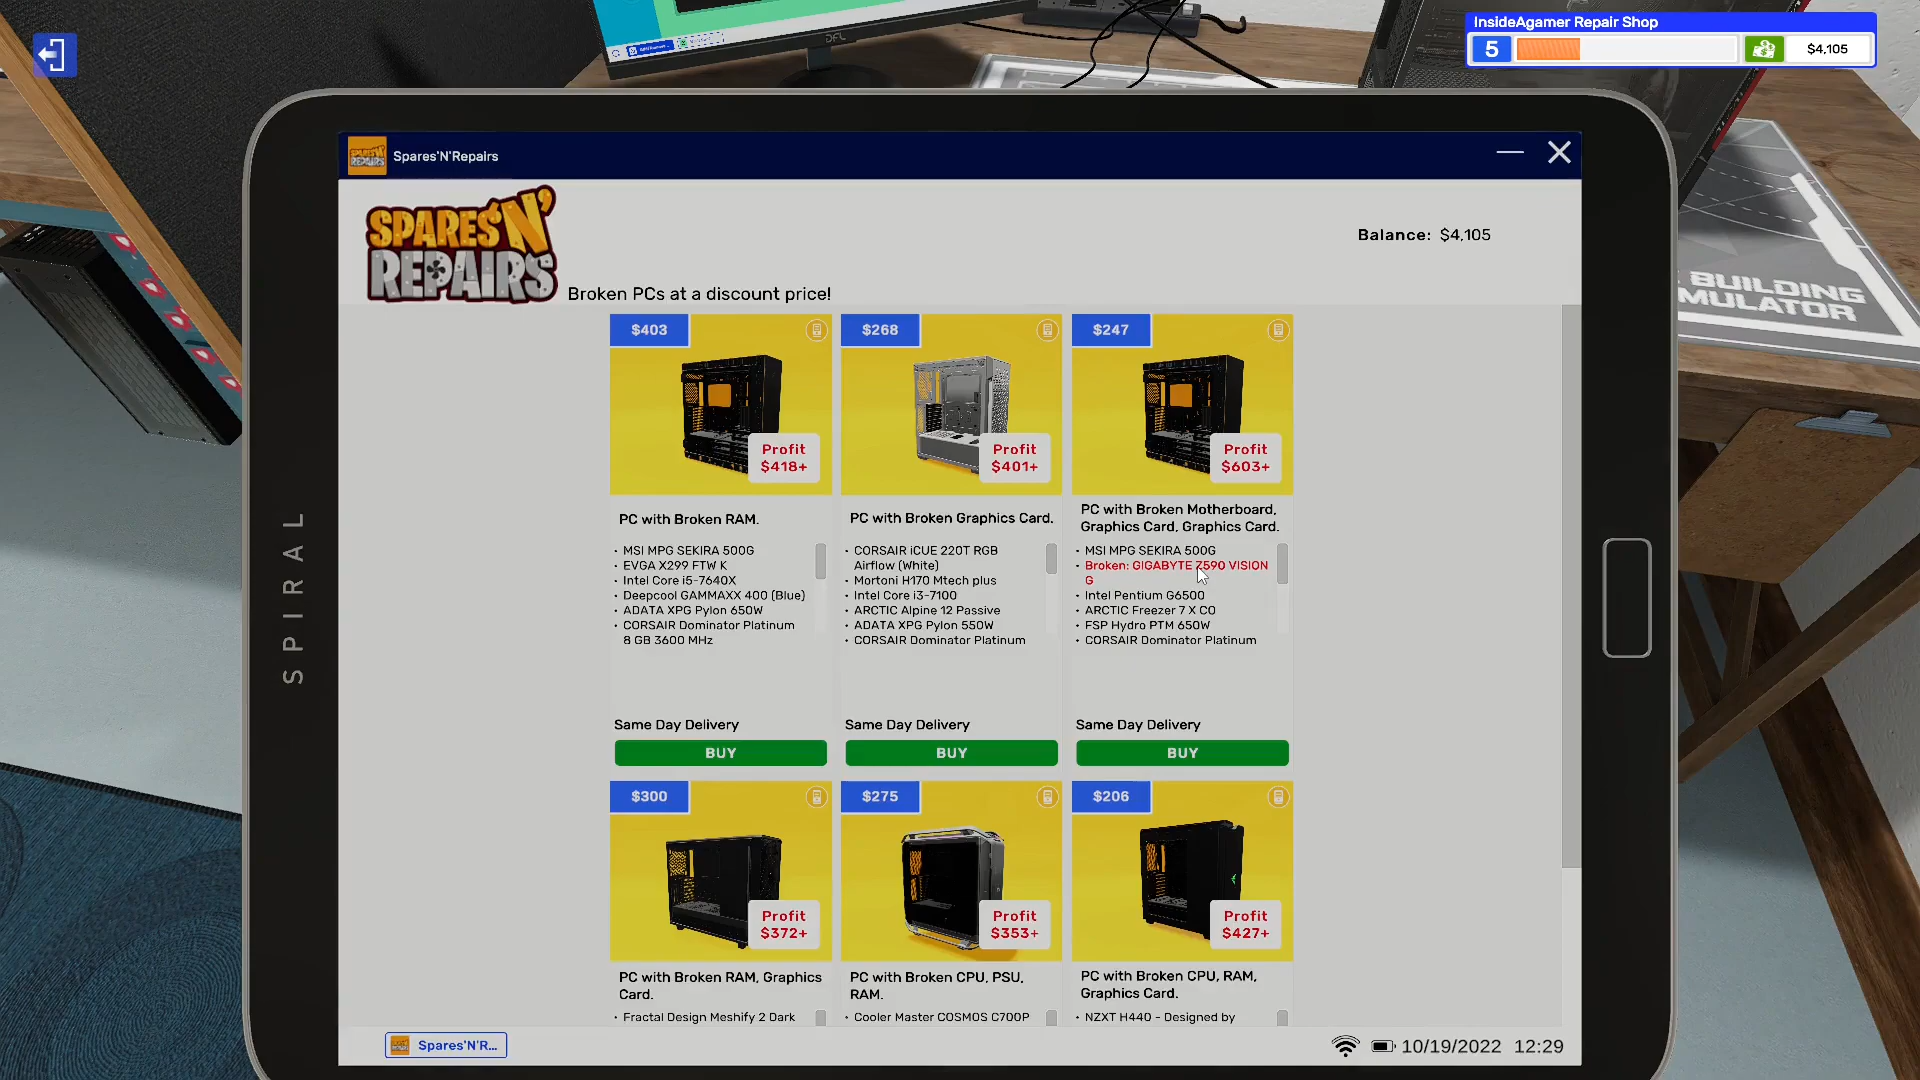 InsideAgamer Repair Shop
5
$4,105
DFL
Spares'N'Repairs
SPARES'N'
REPAIRS
Balance: $4,105
Broken PCs at a discount price!
$403
Profit
$418+
PC with Broken RAM.
• MSI MPG SEKIRA 500G
• EVGA X299 FTW K
• Intel Core i5-7640X
• Deepcool GAMMAXX 400 (Blue)
• ADATA XPG Pylon 650W
• CORSAIR Dominator Platinum
8 GB 3600 MHz
Same Day Delivery
BUY
$268
Profit
$401+
PC with Broken Graphics Card.
• CORSAIR iCUE 220T RGB
Airflow (White)
• Mortoni H170 Mtech plus
• Intel Core i3-7100
• ARCTIC Alpine 12 Passive
• ADATA XPG Pylon 550W
• CORSAIR Dominator Platinum
Same Day Delivery
BUY
$247
Profit
$603+
PC with Broken Motherboard,
Graphics Card, Graphics Card.
• MSI MPG SEKIRA 500G
• Broken: GIGABYTE Z590 VISION
G
• Intel Pentium G6500
• ARCTIC Freezer 7 X CO
• FSP Hydro PTM 650W
• CORSAIR Dominator Platinum
Same Day Delivery
BUY
$300
Profit
$372+
PC with Broken RAM, Graphics
Card.
• Fractal Design Meshify 2 Dark
$275
Profit
$353+
PC with Broken CPU, PSU,
RAM.
• Cooler Master COSMOS C700P
$206
Profit
$427+
PC with Broken CPU, RAM,
Graphics Card.
• NZXT H440 - Designed by
Spares'N'R...
10/19/2022 12:29
SPIRAL
BUILDING
MULATOR